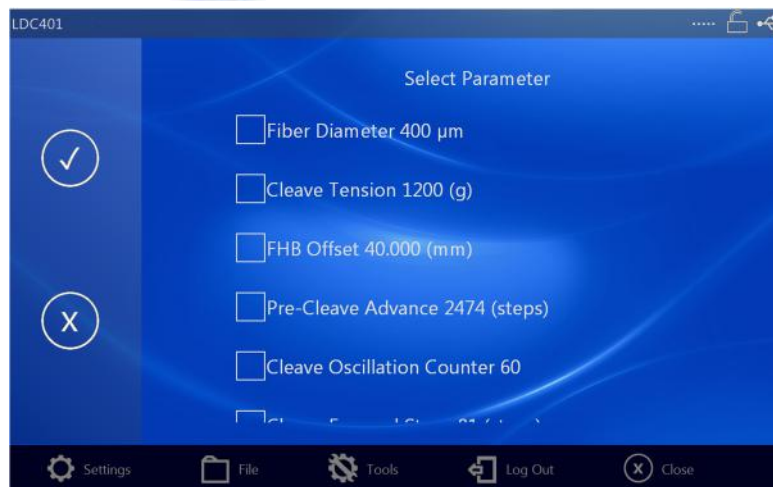 LDC401
Select Parameter
Fiber Diameter 400 μm
Cleave Tension 1200 (g)
FHB Offset 40.000 (mm)
Pre-Cleave Advance 2474 (steps)
Cleave Oscillation Counter 60
X
Settings
File
Tools
Log Out
X
Close